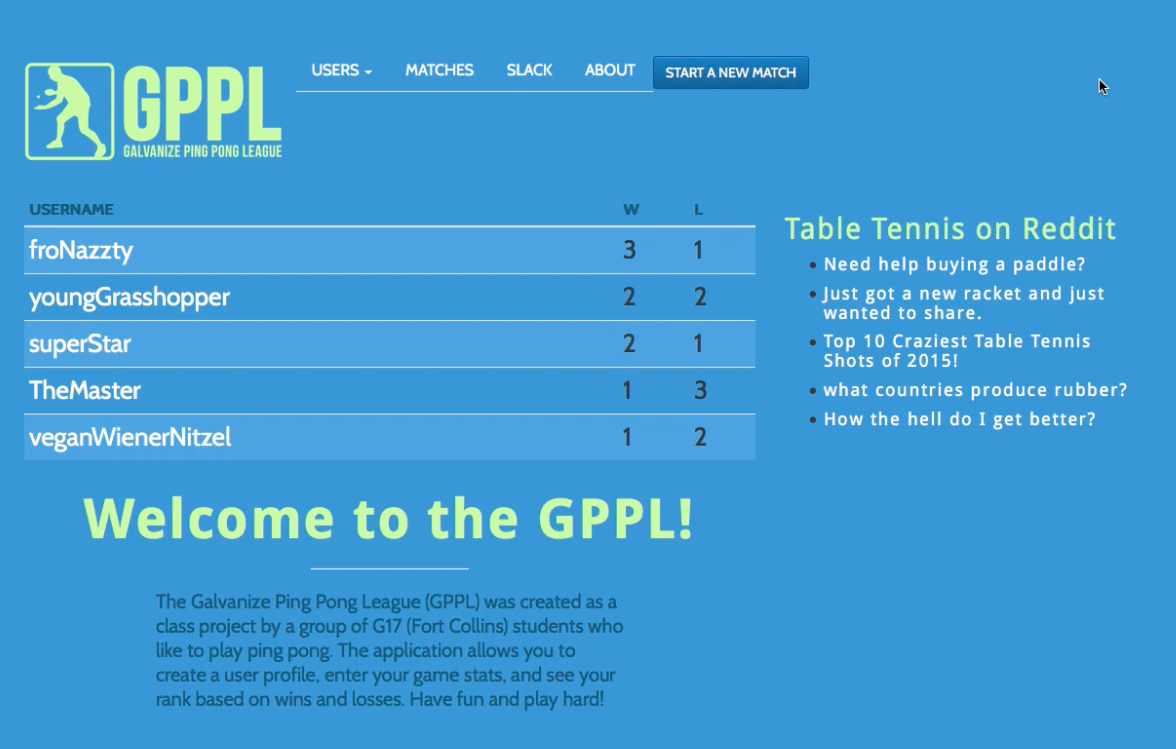 USERS MATCHES SLACK ABOUT START A NEW MATCH
GPPL
GALVANIZE PING PONG LEAGUE
USERNAME W L
froNazzty 3 1
youngGrasshopper 2 2
superStar 2 1
TheMaster 1 3
veganWienerNitzel 1 2
Table Tennis on Reddit
Need help buying a paddle?
Just got a new racket and just
wanted to share.
Top 10 Craziest Table Tennis
Shots of 2015!
what countries produce rubber?
How the hell do I get better?
Welcome to the GPPL!
The Galvanize Ping Pong League (GPPL) was created as a
class project by a group of G17 (Fort Collins) students who
like to play ping pong. The application allows you to
create a user profile, enter your game stats, and see your
rank based on wins and losses. Have fun and play hard!